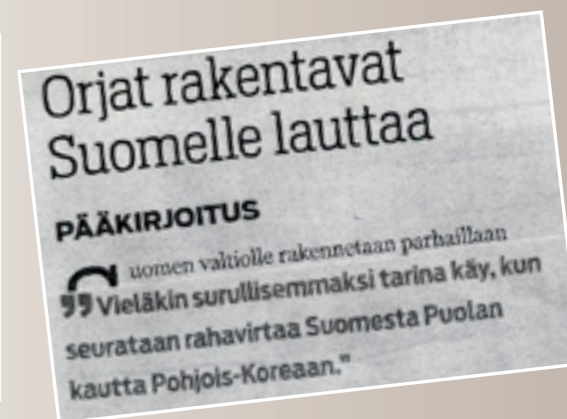 Orjat rakentavat
Suomelle lauttaa
PÄÄKIRJOITUS
uomen valtiolle rakennetaan parhaillaan
”Vieläkin surullisemmaksi tarina käy, kun
seurataan rahavirtaa Suomesta Puolan
kautta Pohjois-Koreaan.”